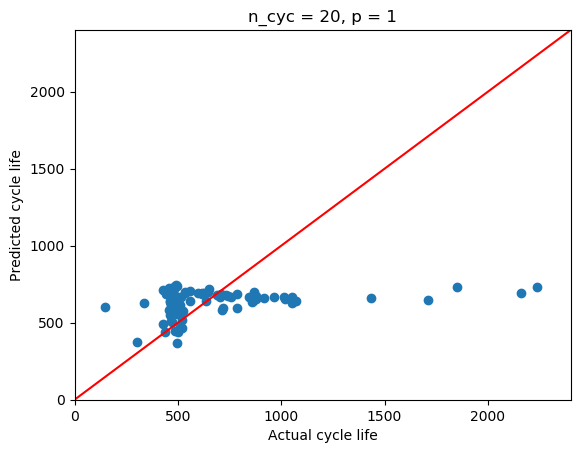 n_cyc = 20, p = 1
Predicted cycle life
2000
1500
1000
500
0
0 500 1000 1500 2000
Actual cycle life